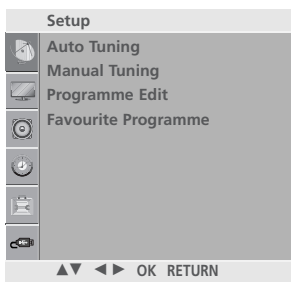 Setup
Auto Tuning
Manual Tuning
Programme Edit
Favourite Programme
▲▼ ◄► OK RETURN